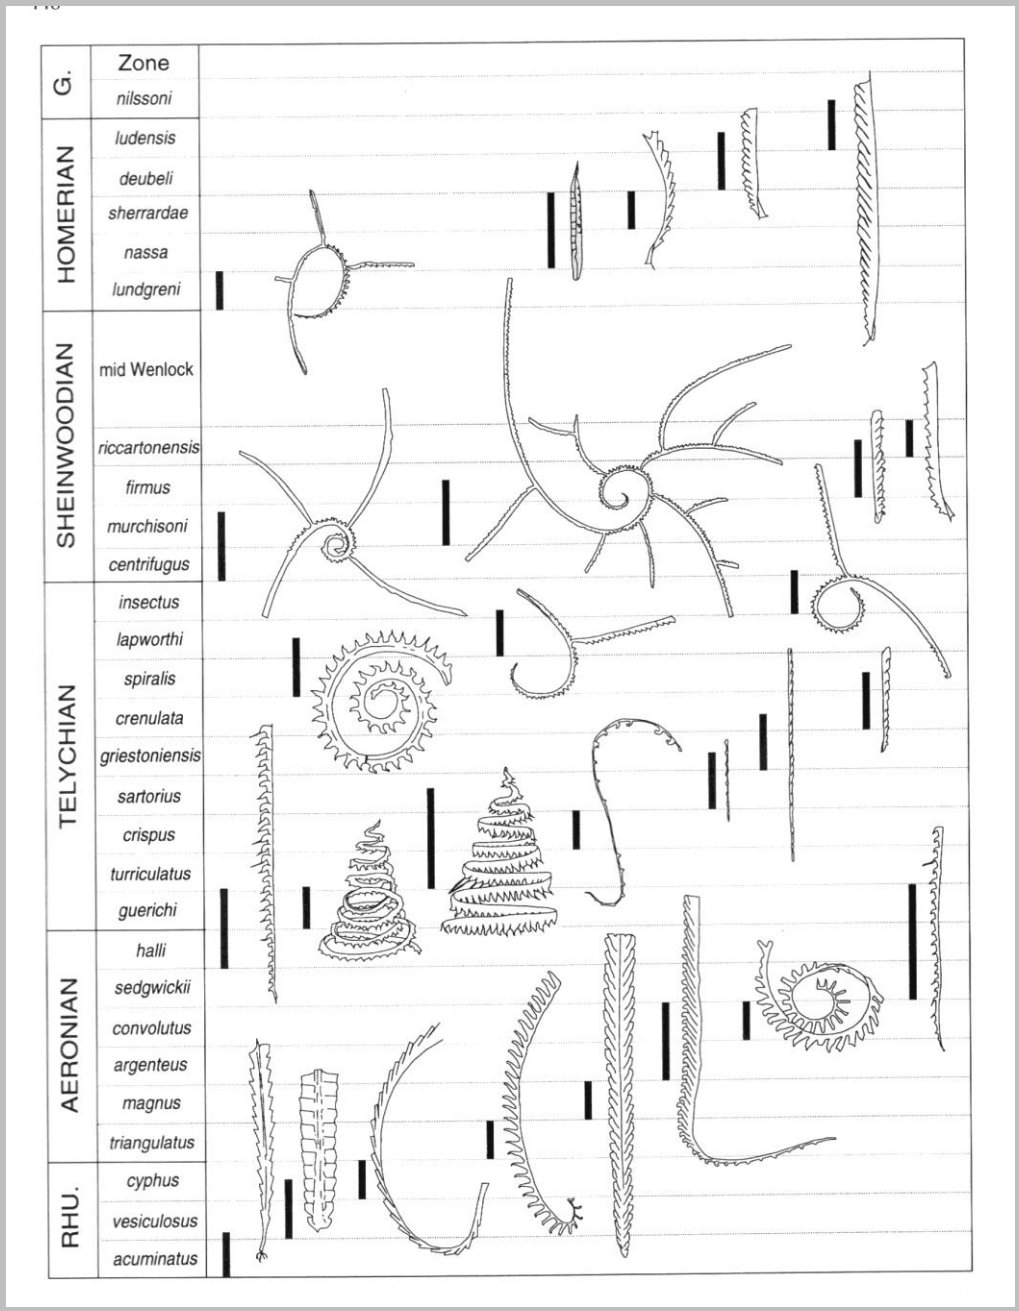 Zone
G.
nilssoni
HOMERIAN
ludensis
deubeli
sherrardae
nassa
lundgreni
SHEINWOODIAN
mid Wenlock
riccartonensis
firmus
murchisoni
centrifugus
TELYCHIAN
insectus
lapworthi
spiralis
crenulata
griestoniensis
sartorius
crispus
turriculatus
guerichi
AERONIAN
halli
sedgwickii
convolutus
argenteus
magnus
triangulatus
RHU.
cyphus
vesiculosus
acuminatus